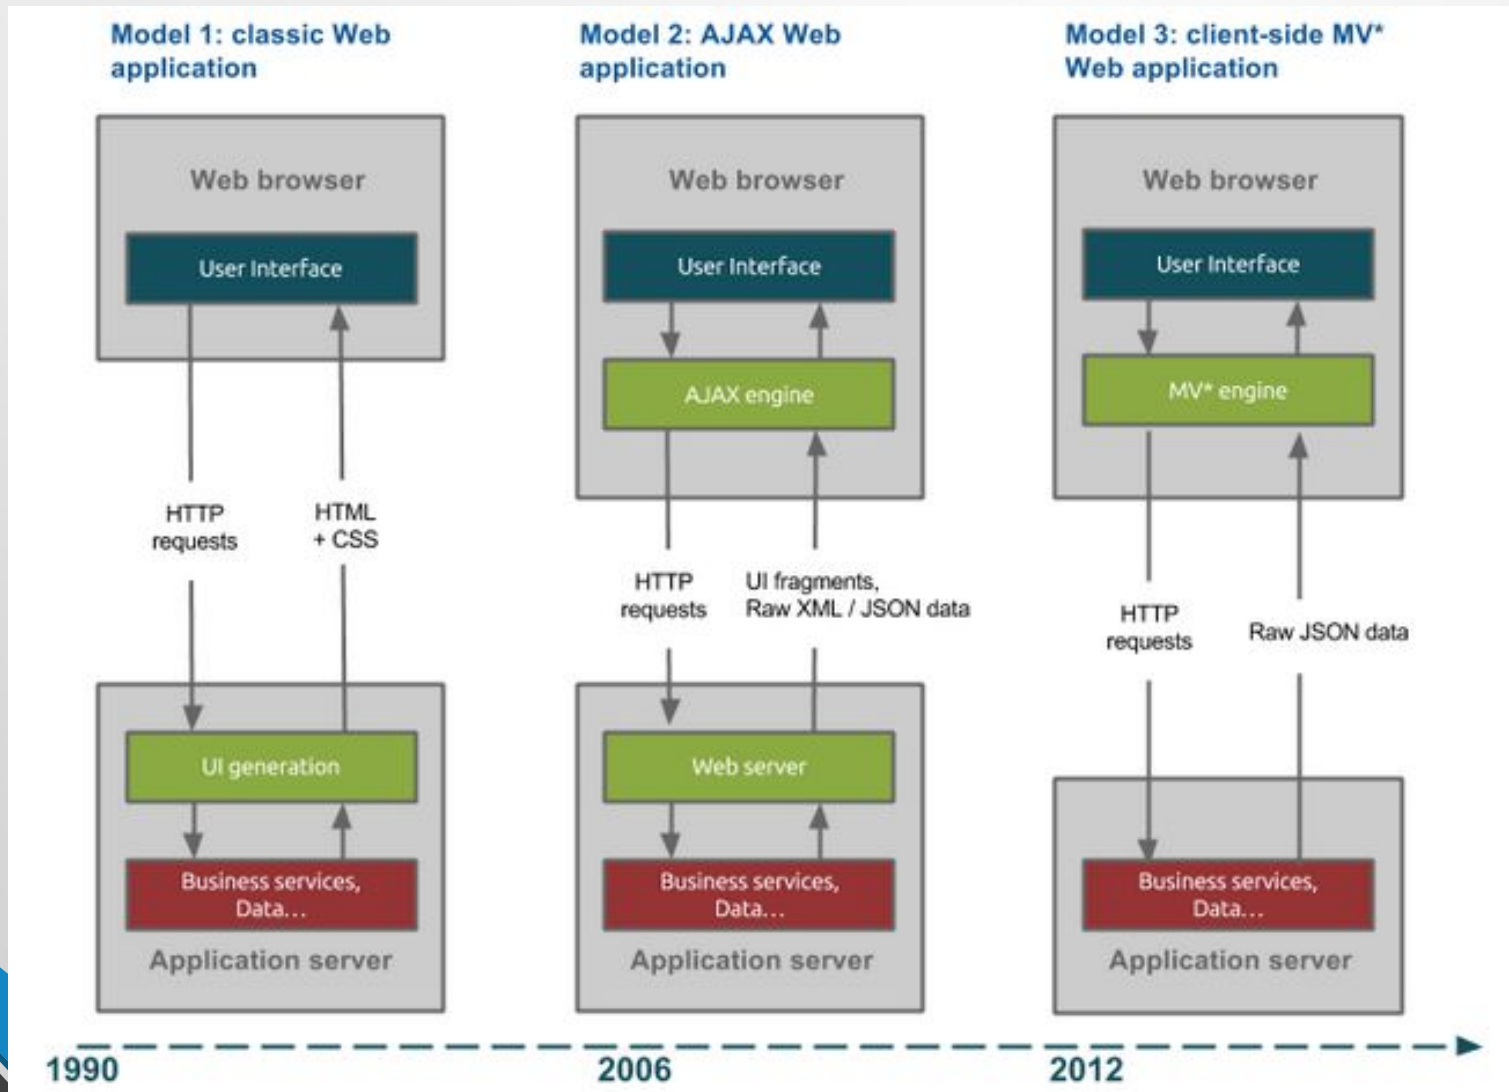 Model 1: classic Web
application
Web browser
User Interface
HTTP
requests
HTML
+ CSS
UI generation
Business services,
Data...
Application server
Model 2: AJAX Web
application
Web browser
User Interface
AJAX engine
HTTP
requests
UI fragments,
Raw XML / JSON data
Web server
Business services,
Data...
Application server
Model 3: client-side MV*
Web application
Web browser
User Interface
MV* engine
HTTP
requests
Raw JSON data
Business services,
Data...
Application server
1990
2006
2012